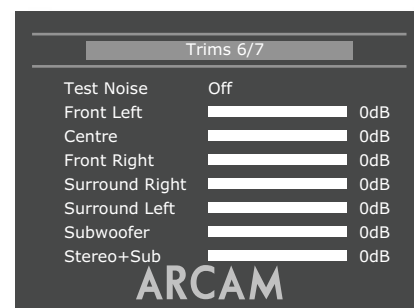 Trims 6/7
Test Noise Off
Front Left 0dB
Centre 0dB
Front Right 0dB
Surround Right 0dB
Surround Left 0dB
Subwoofer 0dB
Stereo+Sub 0dB
ARCAM